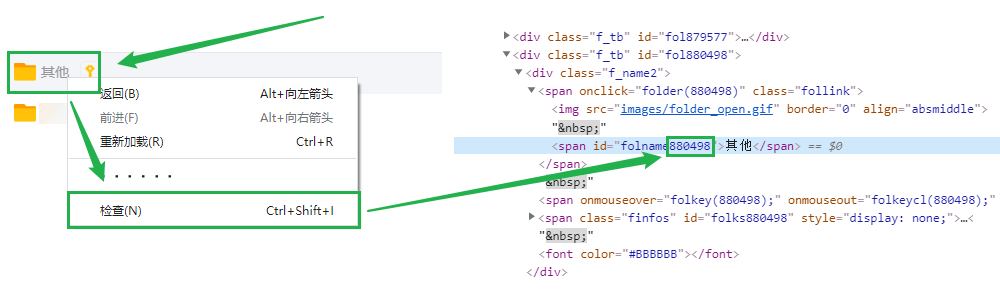 其他
返回(B) Alt+向左箭头
前进(F) Alt+向右箭头
重新加载(R) Ctrl+R
.....
检查(N) Ctrl+Shift+I
<div class="f_tb" id="fol879577">…</div>
<div class="f_tb" id="fol880498">
<div class="f_name2">
<span onclick="folder(880498)" class="follink">
<img src="images/folder_open.gif" border="0" align="absmiddle">
"&nbsp;"
<span id="folname880498">其他</span> == $0
</span>
&nbsp;"
<span onmouseover="folkey(880498);" onmouseout="folkeycl(880498);"
<span class="finfos" id="folks880498" style="display: none;">…<
"&nbsp;"
<font color="#BBBBBB"></font>
</div>